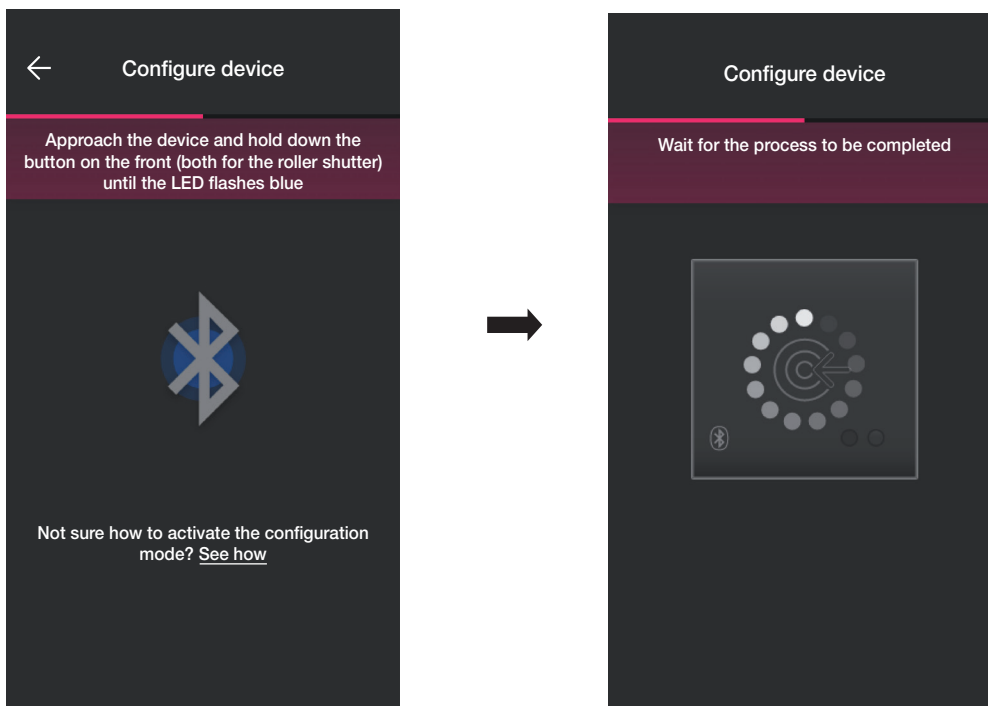 Configure device
Approach the device and hold down the
button on the front (both for the roller shutter)
until the LED flashes blue
Not sure how to activate the configuration
mode? See how
Configure device
Wait for the process to be completed